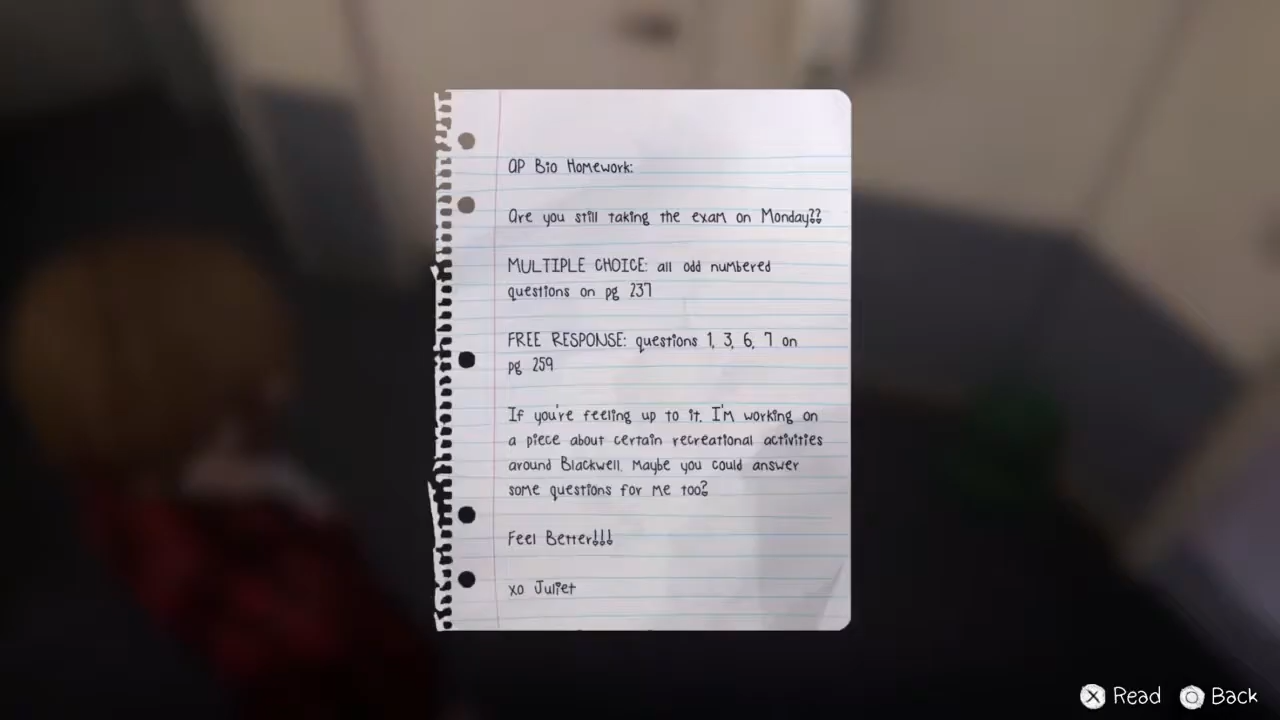 AP Bio Homework:
Are you still taking the exam on Monday??
MULTIPLE CHOICE: all odd numbered
questions on pg 237
FREE RESPONSE: questions 1, 3, 6, 7 on
pg 259
If you're feeling up to it, I'm working on
a piece about certain recreational activities
around Blackwell. Maybe you could answer
some questions for me too?
Feel Better!!!
xo Juliet
Read Back